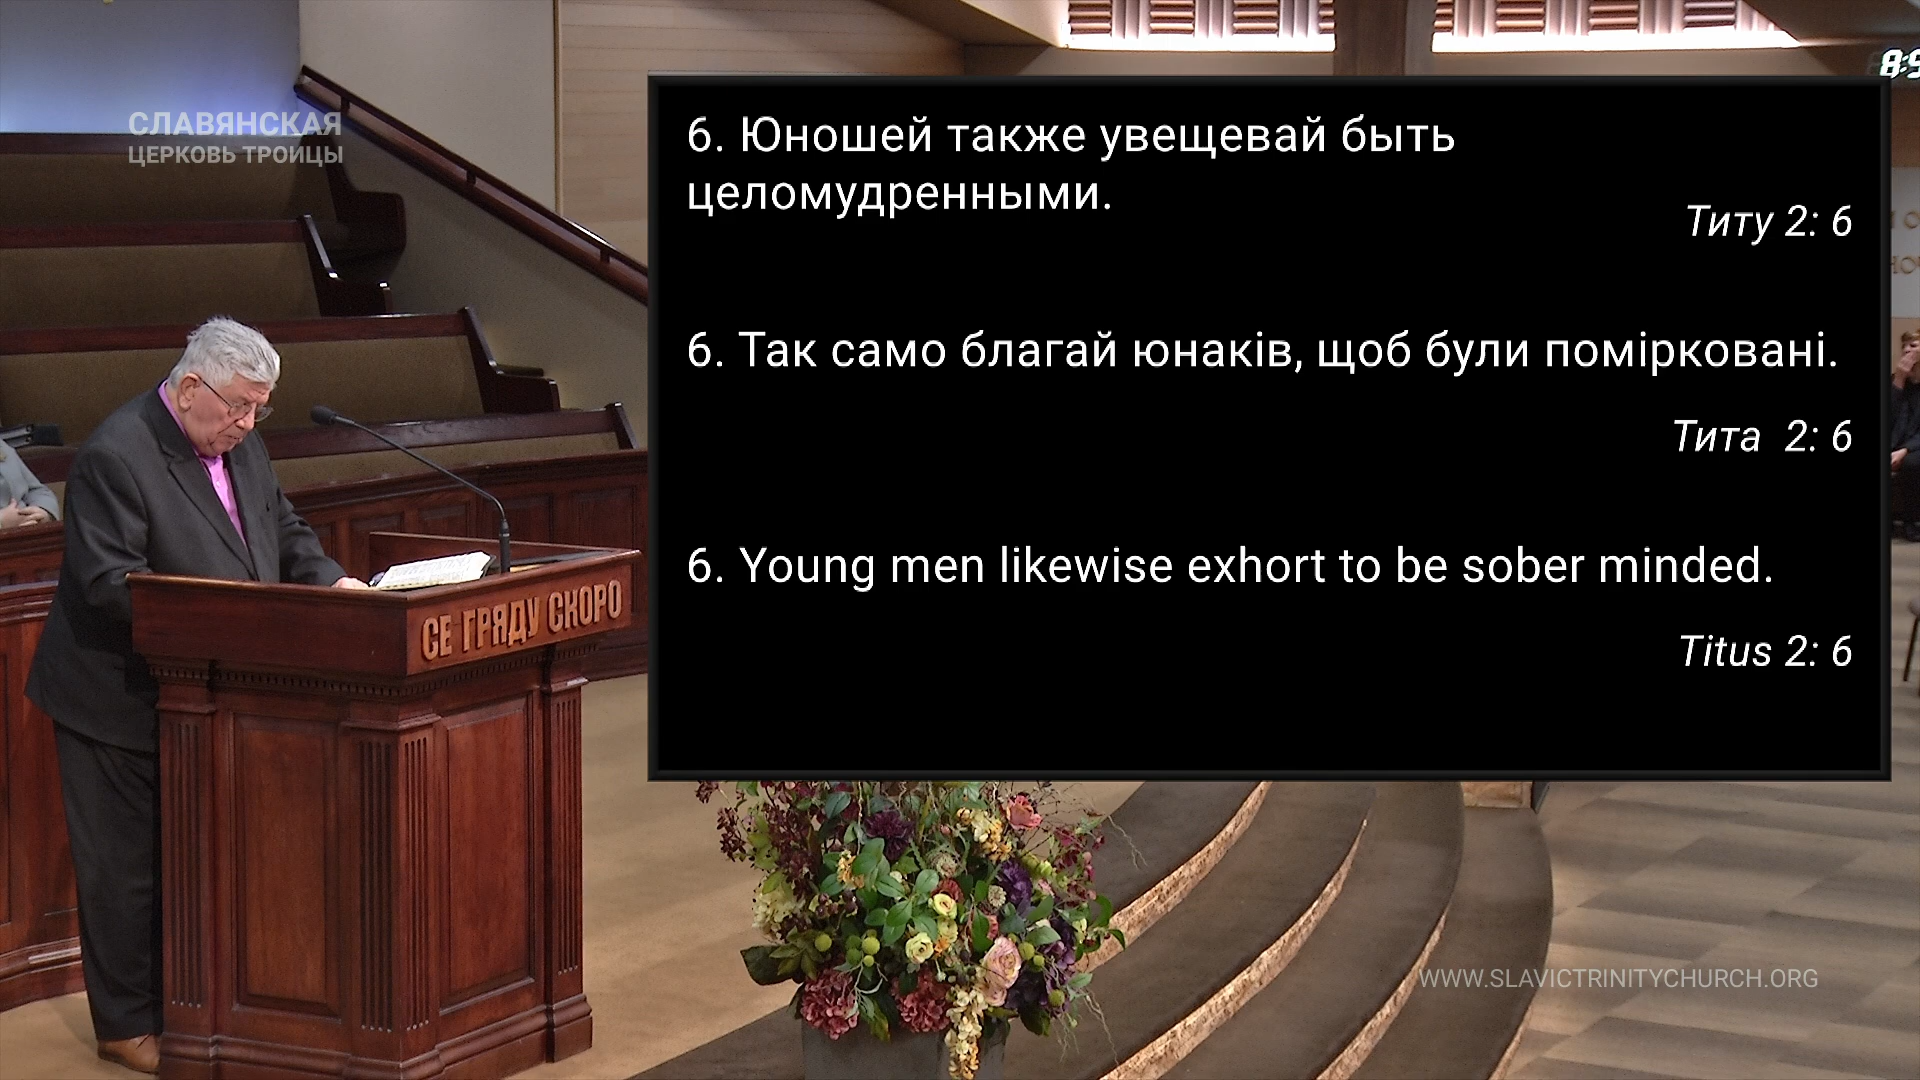 СЛАВЯНСКАЯ
ЦЕРКОВЬ ТРОИЦЫ
6. Юношей также увещевай быть
целомудренными.
Титу 2: 6
6. Так само благай юнаків, щоб були помірковані.
Тита 2: 6
6. Young men likewise exhort to be sober minded.
Titus 2: 6
СЕ ГРЯДУ СКОРО
WWW.SLAVICTRINITYCHURCH.ORG